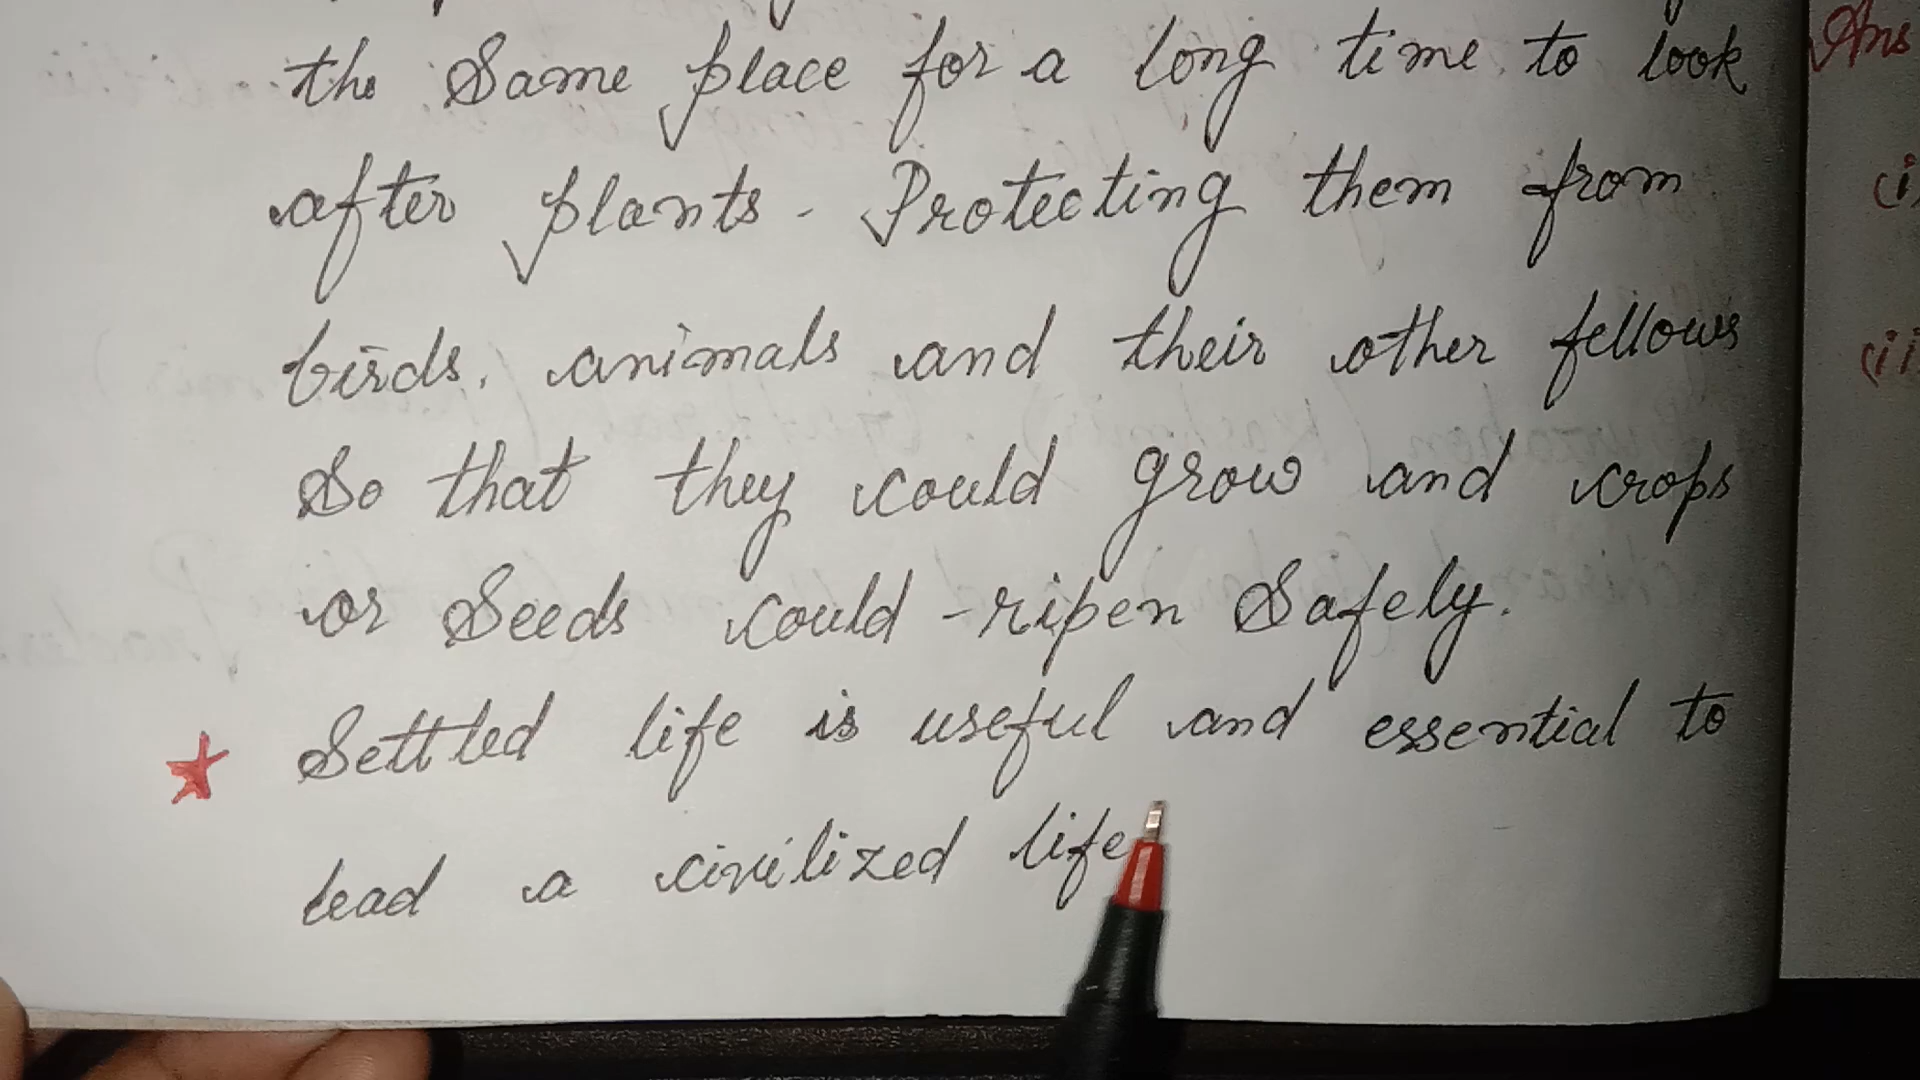 the Same place for a long time to look
after plants. Protecting them from
birds, animals and their other fellows
So that they could grow and crops
or Seeds could ripen Safely.
Settled life is useful and essential to
lead a civilized life
Ans
(i)
(ii